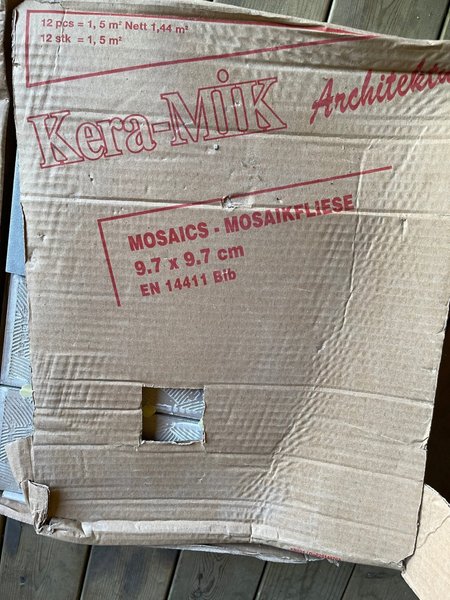 12 pcs = 1, 5 m² Nett 1,44 m²
12 stk = 1, 5 m²
Kera-MiiK
MOSAICS - MOSAIKFLIESE
9.7 x 9.7 cm
EN 14411 Bib